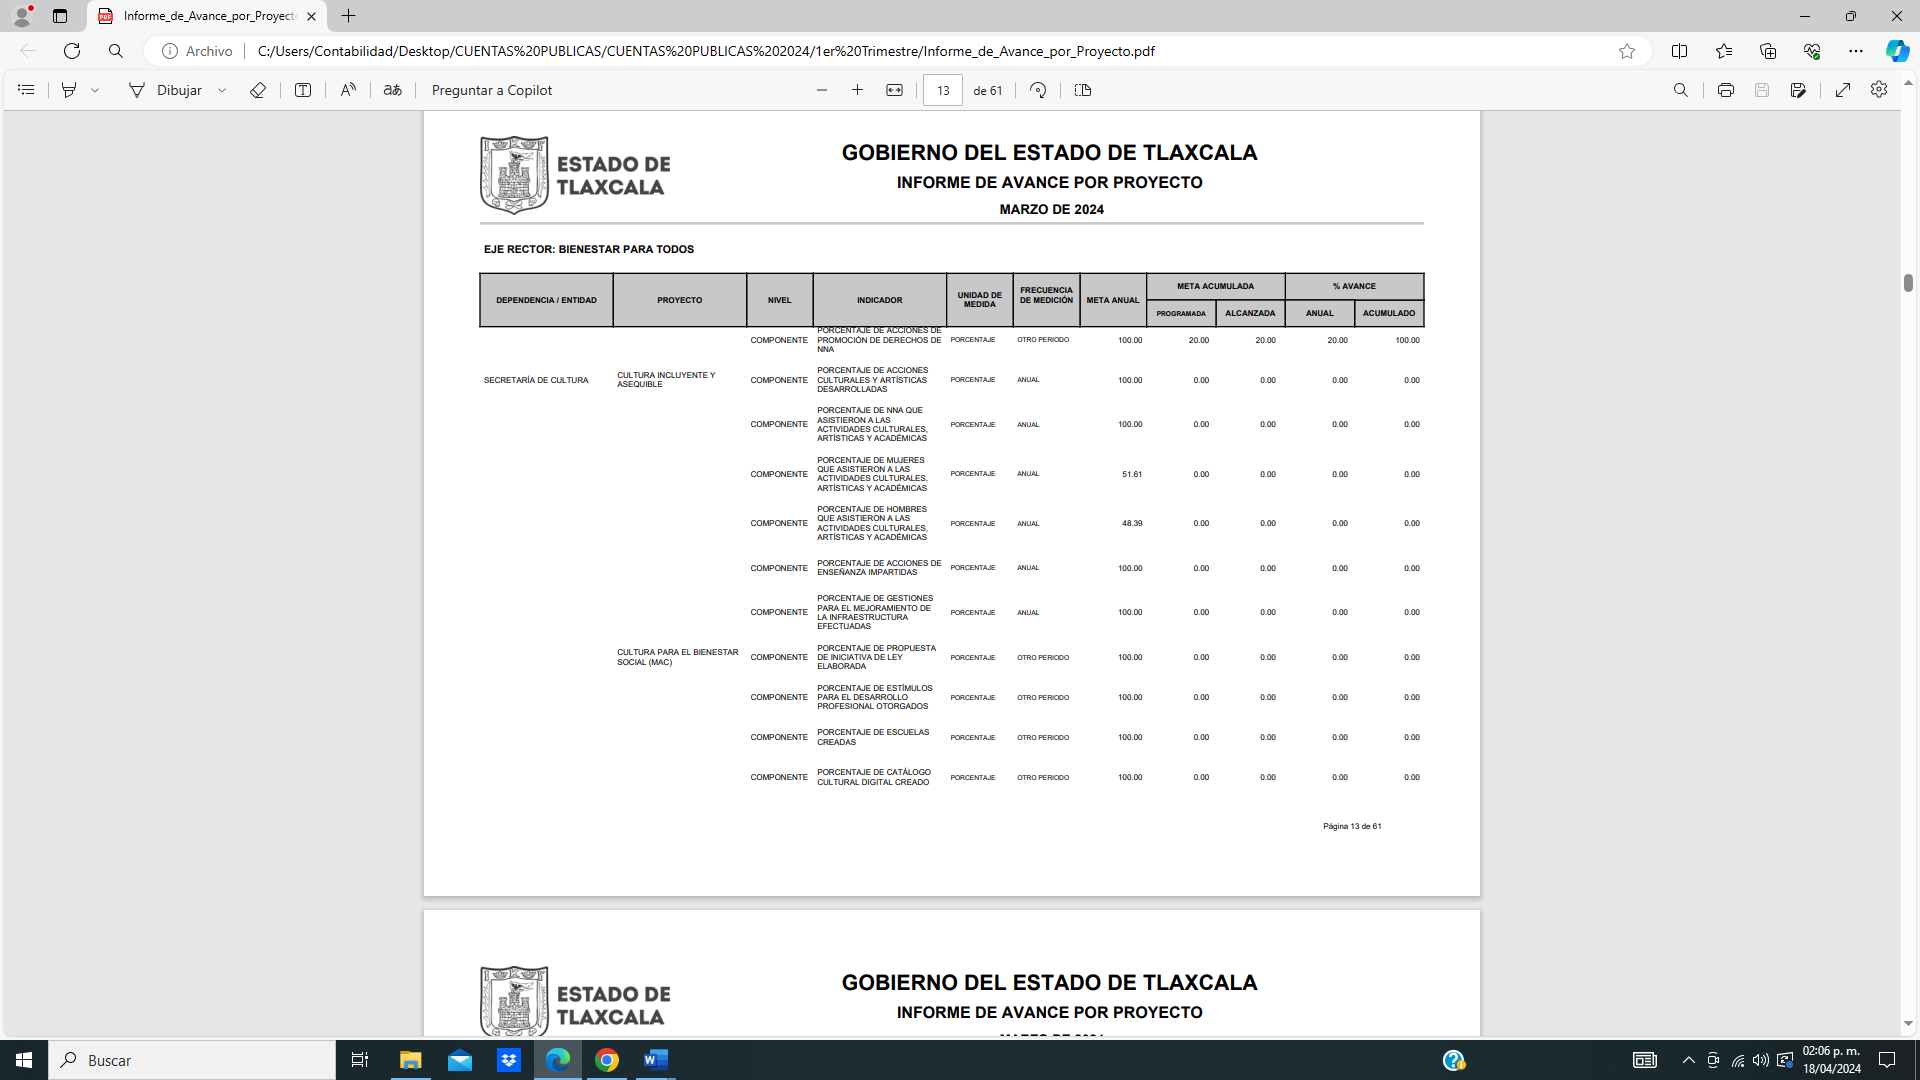 Informe_de_Avance_por_Proyecto
Archivo
C:/Users/Contabilidad/Desktop/CUENTAS%20PUBLICAS/CUENTAS%20PUBLICAS%202024/1er%20Trimestre/Informe_de_Avance_por_Proyecto.pdf
Dibujar
Preguntar a Copilot
13 de 61
ESTADO DE
TLAXCALA
GOBIERNO DEL ESTADO DE TLAXCALA
INFORME DE AVANCE POR PROYECTO
MARZO DE 2024
EJE RECTOR: BIENESTAR PARA TODOS
DEPENDENCIA / ENTIDAD PROYECTO NIVEL INDICADOR UNIDAD DE MEDIDA FRECUENCIA DE MEDICIÓN META ANUAL META ACUMULADA % AVANCE
PROGRAMADA ALCANZADA ANUAL ACUMULADO
COMPONENTE PORCENTAJE DE ACCIONES DE PROMOCIÓN DE DERECHOS DE NNA PORCENTAJE OTRO PERIODO 100.00 20.00 20.00 20.00 100.00
SECRETARÍA DE CULTURA CULTURA INCLUYENTE Y ASEQUIBLE COMPONENTE PORCENTAJE DE ACCIONES CULTURALES Y ARTÍSTICAS DESARROLLADAS PORCENTAJE ANUAL 100.00 0.00 0.00 0.00 0.00
COMPONENTE PORCENTAJE DE NNA QUE ASISTIERON A LAS ACTIVIDADES CULTURALES, ARTÍSTICAS Y ACADÉMICAS PORCENTAJE ANUAL 100.00 0.00 0.00 0.00 0.00
COMPONENTE PORCENTAJE DE MUJERES QUE ASISTIERON A LAS ACTIVIDADES CULTURALES, ARTÍSTICAS Y ACADÉMICAS PORCENTAJE ANUAL 51.61 0.00 0.00 0.00 0.00
COMPONENTE PORCENTAJE DE HOMBRES QUE ASISTIERON A LAS ACTIVIDADES CULTURALES, ARTÍSTICAS Y ACADÉMICAS PORCENTAJE ANUAL 48.39 0.00 0.00 0.00 0.00
COMPONENTE PORCENTAJE DE ACCIONES DE ENSEÑANZA IMPARTIDAS PORCENTAJE ANUAL 100.00 0.00 0.00 0.00 0.00
COMPONENTE PORCENTAJE DE GESTIONES PARA EL MEJORAMIENTO DE LA INFRAESTRUCTURA EFECTUADAS PORCENTAJE ANUAL 100.00 0.00 0.00 0.00 0.00
CULTURA PARA EL BIENESTAR SOCIAL (MAC) COMPONENTE PORCENTAJE DE PROPUESTA DE INICIATIVA DE LEY ELABORADA PORCENTAJE OTRO PERIODO 100.00 0.00 0.00 0.00 0.00
COMPONENTE PORCENTAJE DE ESTÍMULOS PARA EL DESARROLLO PROFESIONAL OTORGADOS PORCENTAJE OTRO PERIODO 100.00 0.00 0.00 0.00 0.00
COMPONENTE PORCENTAJE DE ESCUELAS CREADAS PORCENTAJE OTRO PERIODO 100.00 0.00 0.00 0.00 0.00
COMPONENTE PORCENTAJE DE CATÁLOGO CULTURAL DIGITAL CREADO PORCENTAJE OTRO PERIODO 100.00 0.00 0.00 0.00 0.00
Página 13 de 61
ESTADO DE
TLAXCALA
GOBIERNO DEL ESTADO DE TLAXCALA
INFORME DE AVANCE POR PROYECTO
MARZO DE 2024
Buscar
02:06 p. m.
18/04/2024